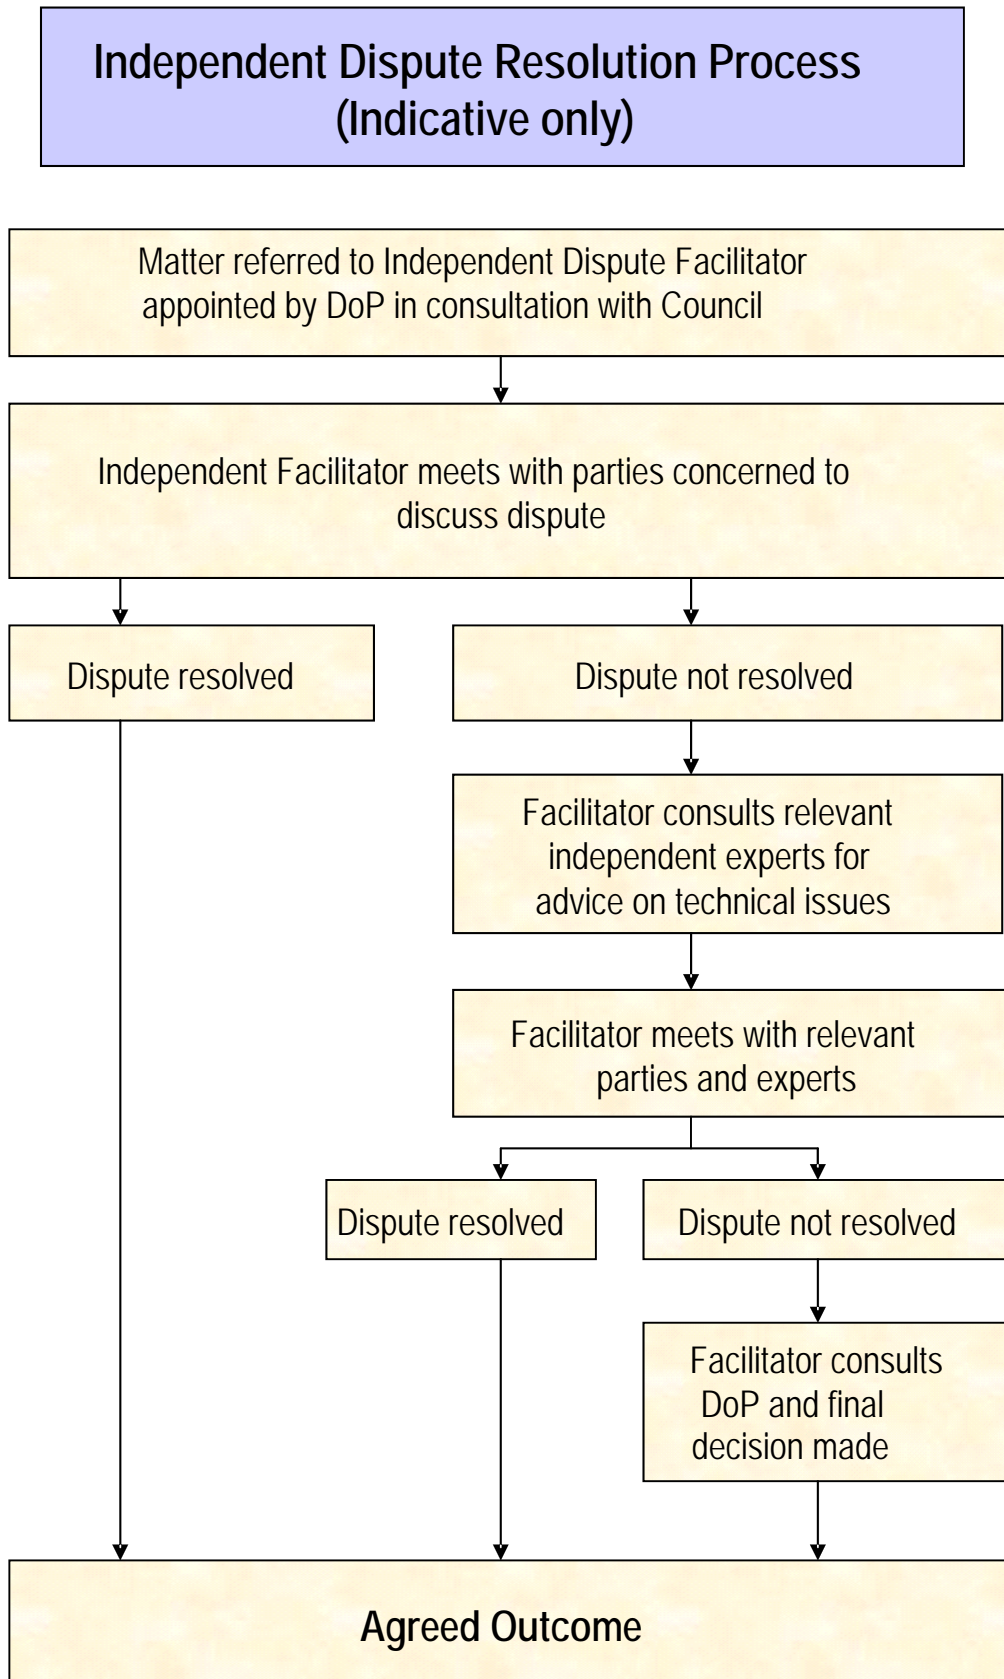 Independent Dispute Resolution Process
(Indicative only)
Matter referred to Independent Dispute Facilitator
appointed by DoP in consultation with Council
Independent Facilitator meets with parties concerned to
discuss dispute
Dispute resolved
Dispute not resolved
Facilitator consults relevant
independent experts for
advice on technical issues
Facilitator meets with relevant
parties and experts
Dispute resolved
Dispute not resolved
Facilitator consults
DoP and final
decision made
Agreed Outcome